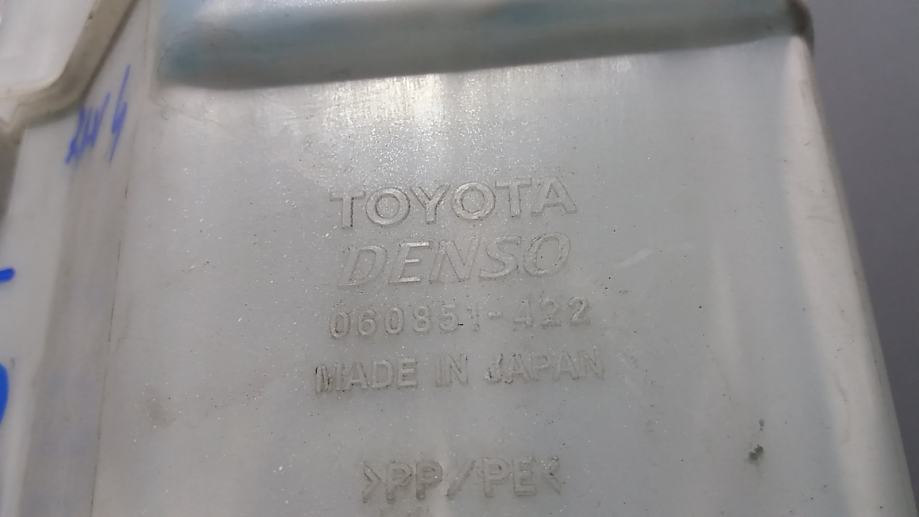 TOYOTA
DENSO
060851-422
MADE IN JAPAN
>PP/PE<